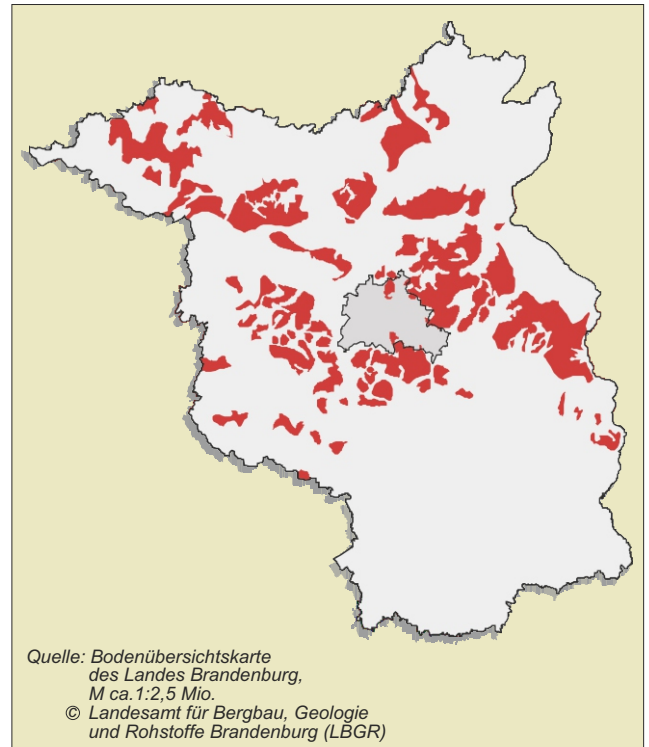 Quelle: Bodenübersichtskarte
des Landes Brandenburg,
M ca.1:2,5 Mio.
© Landesamt für Bergbau, Geologie
und Rohstoffe Brandenburg (LBGR)